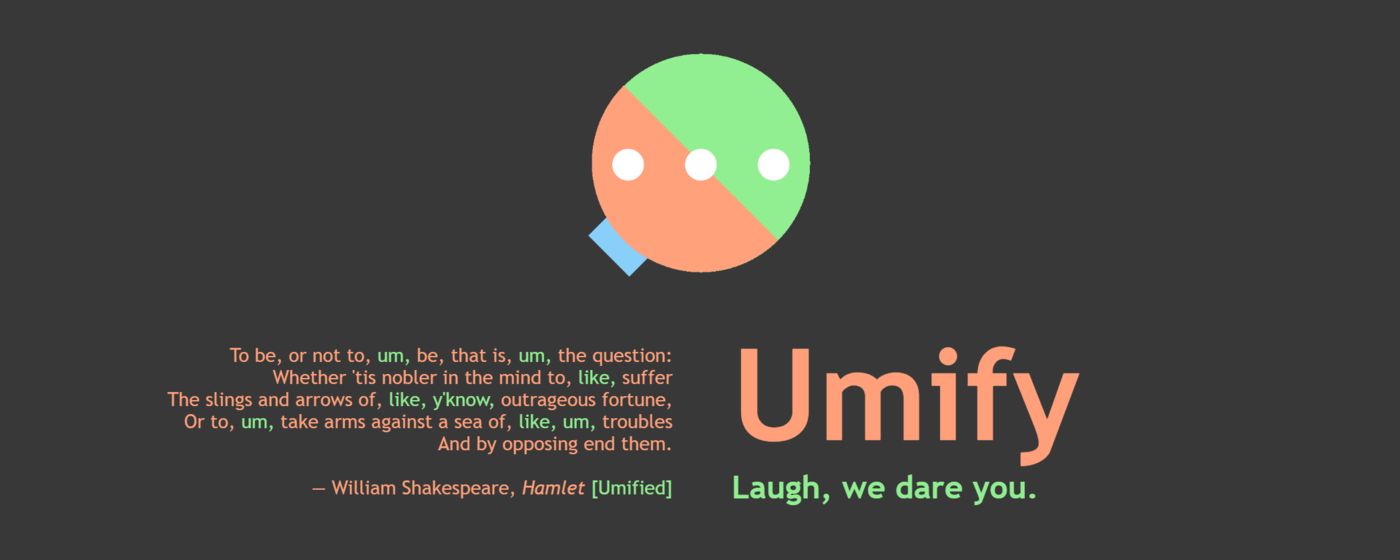 To be, or not to, um, be, that is, um, the question:
Whether 'tis nobler in the mind to, like, suffer
The slings and arrows of, like, y'know, outrageous fortune,
Or to, um, take arms against a sea of, like, um, troubles
And by opposing end them.
— William Shakespeare, Hamlet [Umified]
Umify
Laugh, we dare you.